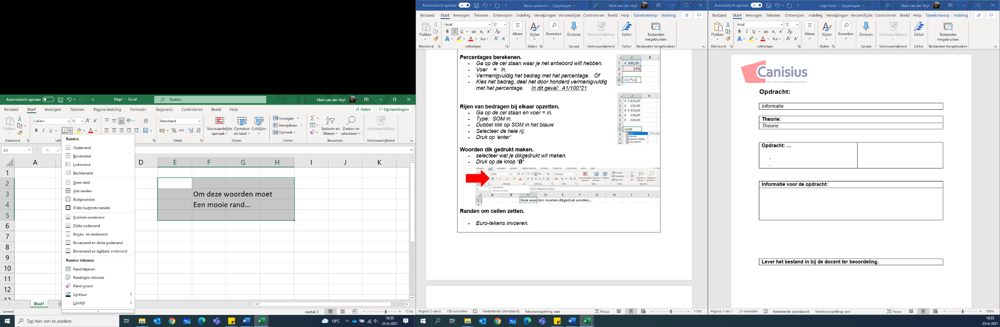 Automatisch opslaan
Map1 - Excel
Zoeken
Maik van der Vegt
Bestand Start Invoegen Tekenen Pagina-indeling Formules Gegevens Controleren Beeld Help Delen Opmerkingen
Plakken
Calibri 11
B I U
Standaard
% 000
Voorwaardelijke opmaak
Opmaken als tabel
Celstijlen
Invoegen
Verwijderen
Opmaak
Sorteren en filteren
Zoeken en selecteren
Vertrouwelijkheid
Klembord Lett Getal Stijlen Cellen Bewerken Vertrouwelijkheid
E2
A D E F G H I J K
1
2
3
4
5
6
7
8
9
10
11
12
13
Om deze woorden moet
Een mooie rand...
Randen
Onderrand
Bovenrand
Linkerrand
Rechterrand
Geen rand
Alle randen
Buitenranden
Dikke buitenste randen
Dubbele onderrand
Dikke onderrand
Boven- en onderrand
Bovenrand en dikke onderrand
Bovenrand en dubbele onderrand
Randen tekenen
Rand tekenen
Randraster tekenen
Rand wissen
Lijnkleur
Lijnstijl
Blad1
Gereed
Aantal: 2
175%
Typ hier om te zoeken
18°C
16:33
23-6-2021
Automatisch opslaan
Basis opdracht - Opgeslagen
Maik van der Vegt
Bestand Start Invoegen Tekenen Ontwerpen Indeling Verwijzingen Verzendlijste Controleren Beeld Help Tabelontwerp Indeling
Plakken
Arial 12
B I U ab x₂ x²
A A Aa A A
Alinea
Stijlen
Bewerken
Dicteren
Vertrouwelijkheid
Editor
Bestanden hergebruiken
Klembord Lettertype Stijlen Spraak Vertrouwelijkheid Editor Bestanden hergebruiken
Percentages berekenen.
- Ga op de cel staan waar je het antwoord wilt hebben.
- Voer = in.
- Vermenigvuldig het bedrag met het percentage. Óf
- Kies het bedrag, deel het door honderd vermenigvuldig
met het percentage. In dit geval: A1/100*21
A B
1 € 300,00
2 21%
3
4 =A1*A2
Rijen van bedragen bij elkaar opzetten.
- Ga op de cel staan en voer = in.
- Type: SOM in.
- Dubbel klik op SOM in het blauw
- Selecteer de hele rij.
- Druk op ‘enter’
A B
1 € 1.425,00
2 € 232,00
3 € 5.453,00
4 € 226,00
5 € 324,00
6
7 =SOM
8 SOM
9
10
Woorden dik gedrukt maken.
- selecteer wat je dikgedrukt wil maken.
- Druk op de knop ‘B’
C1
A B C D E F G H I J
1 Deze woorden moeten dikgedruk worden...
Randen om cellen zetten.
- Euro-tekens invoeren.
Pagina 2 van 6 780 woorden Nederlands (standaard) Tekstvoorspelling: aan Focus 110%
Automatisch opslaan
Lege Kaart - Opgeslagen
Maik van der Vegt
Bestand Start Invoegen Tekenen Ontwerpen Indeling Verwijzingen Verzendlijste Controleren Beeld Help Tabelontwerp Indeling
Plakken
Arial 12
B I U ab x₂ x²
A A Aa A A
Alinea
Stijlen
Bewerken
Dicteren
Vertrouwelijkheid
Editor
Bestanden hergebruiken
Klembord Lettertype Stijlen Spraak Vertrouwelijkheid Editor Bestanden hergebruiken
Canisius
R.K. SCHOLENGEMEENSCHAP
Opdracht:
Informatie
Theorie:
Theorie
Opdracht: ...
-
-
Informatie voor de opdracht:
Lever het bestand in bij de docent ter beoordeling.
Pagina 1 van 1 21 woorden Nederlands (standaard) Tekstvoorspelling: aan Focus 100%
16:33
23-6-2021